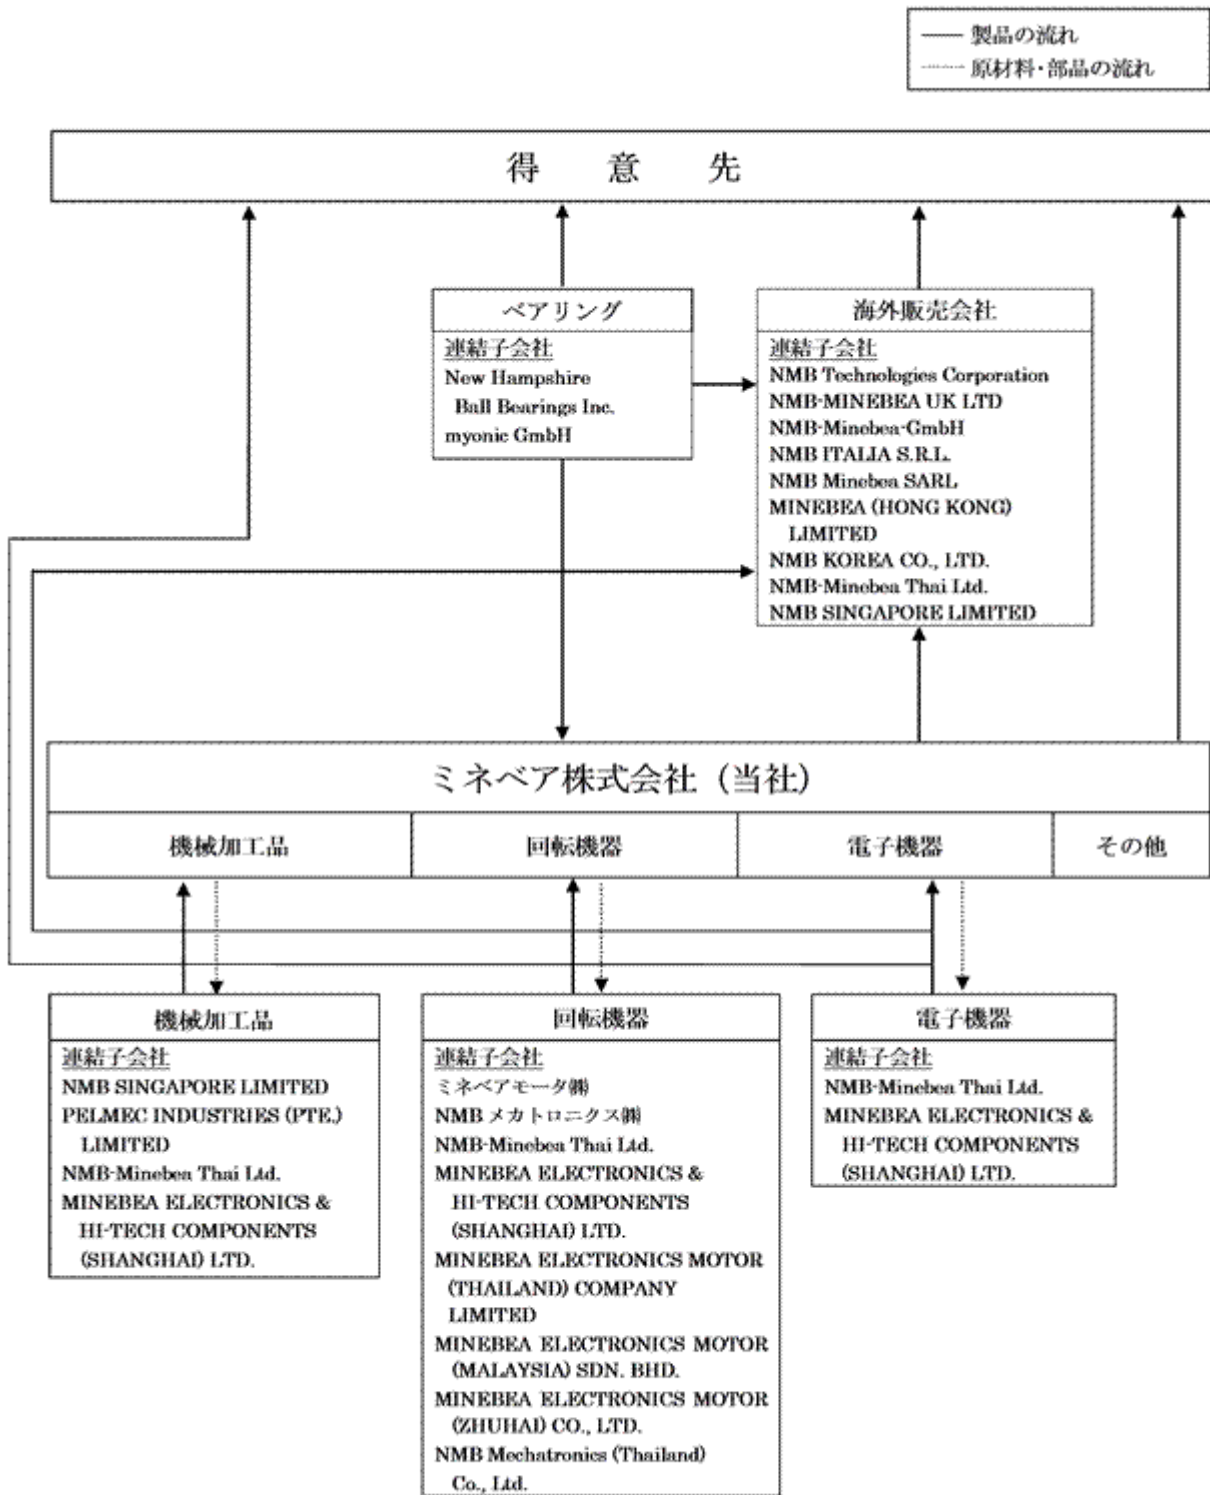 製品の流れ
原材料・部品の流れ
得意先
ベアリング
連結子会社
New Hampshire
Ball Bearings Inc.
myonic GmbH
海外販売会社
連結子会社
NMB Technologies Corporation
NMB-MINEBEA UK LTD
NMB-Minebea-GmbH
NMB ITALIA S.R.L.
NMB Minebea SARL
MINEBEA (HONG KONG)
LIMITED
NMB KOREA CO., LTD.
NMB-Minebea Thai Ltd.
NMB SINGAPORE LIMITED
ミネベア株式会社（当社）
機械加工品
回転機器
電子機器
その他
機械加工品
連結子会社
NMB SINGAPORE LIMITED
PELMEC INDUSTRIES (PTE.)
LIMITED
NMB-Minebea Thai Ltd.
MINEBEA ELECTRONICS &
HI-TECH COMPONENTS
(SHANGHAI) LTD.
回転機器
連結子会社
ミネベアモータ㈱
NMB メカトロニクス㈱
NMB-Minebea Thai Ltd.
MINEBEA ELECTRONICS &
HI-TECH COMPONENTS
(SHANGHAI) LTD.
MINEBEA ELECTRONICS MOTOR
(THAILAND) COMPANY
LIMITED
MINEBEA ELECTRONICS MOTOR
(MALAYSIA) SDN. BHD.
MINEBEA ELECTRONICS MOTOR
(ZHUHAI) CO., LTD.
NMB Mechatronics (Thailand)
Co., Ltd.
電子機器
連結子会社
NMB-Minebea Thai Ltd.
MINEBEA ELECTRONICS &
HI-TECH COMPONENTS
(SHANGHAI) LTD.